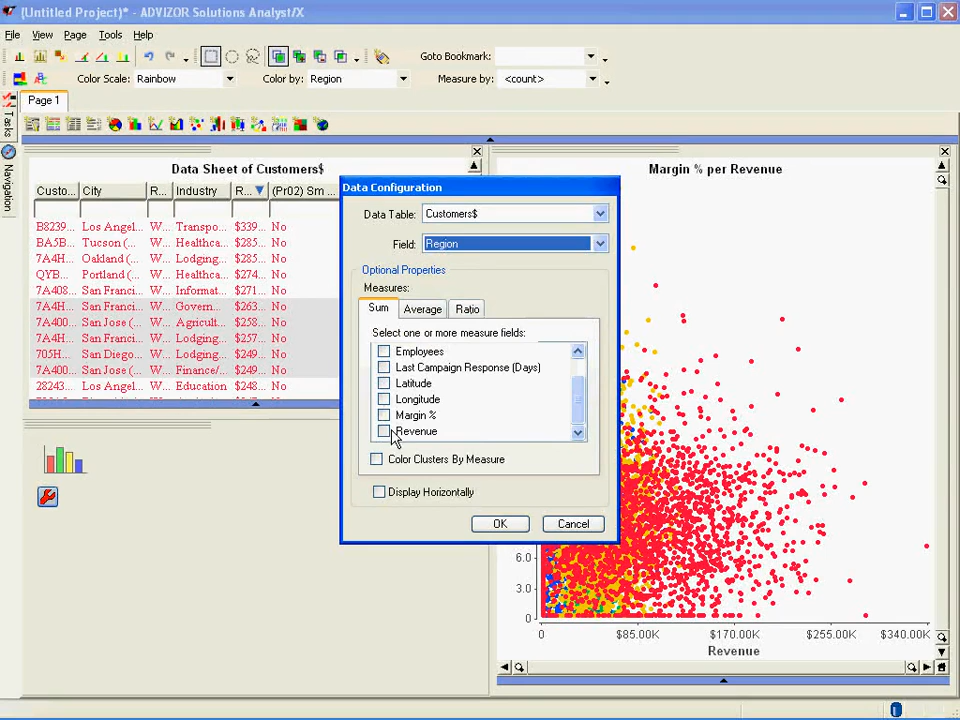 (Untitled Project)* - ADVIZOR Solutions Analyst/X
File View Page Tools Help
Goto Bookmark:
Color Scale: Rainbow Color by: Region Measure by: <count>
Page 1
Tasks
Navigation
Data Sheet of Customers$
Custo... City R... Industry R... (Pr02) Sm ...
B8239... Los Angel... W... Transpo... $339... No
BA5B... Tucson (... W... Healthca... $285... No
7A4H... Oakland (... W... Lodging... $285... No
QYB... Portland (... W... Healthca... $274... No
7A408... San Franci... W... Informat... $271... No
7A4H... San Franci... W... Govern... $263... No
7A400... San Jose (... W... Agricult... $258... No
7A4H... San Franci... W... Lodging... $257... No
705H... San Diego... W... Lodging... $249... No
7A400... San Jose (... W... Finance/... $249... No
28243... Los Angel... W... Education $248... No
Data Configuration
Data Table: Customers$
Field: Region
Optional Properties
Measures:
Sum Average Ratio
Select one or more measure fields:
Employees
Last Campaign Response (Days)
Latitude
Longitude
Margin %
Revenue
Color Clusters By Measure
Display Horizontally
OK Cancel
Margin % per Revenue
6.0
3.0
0
0 $85.00K $170.00K $255.00K $340.00K
Revenue